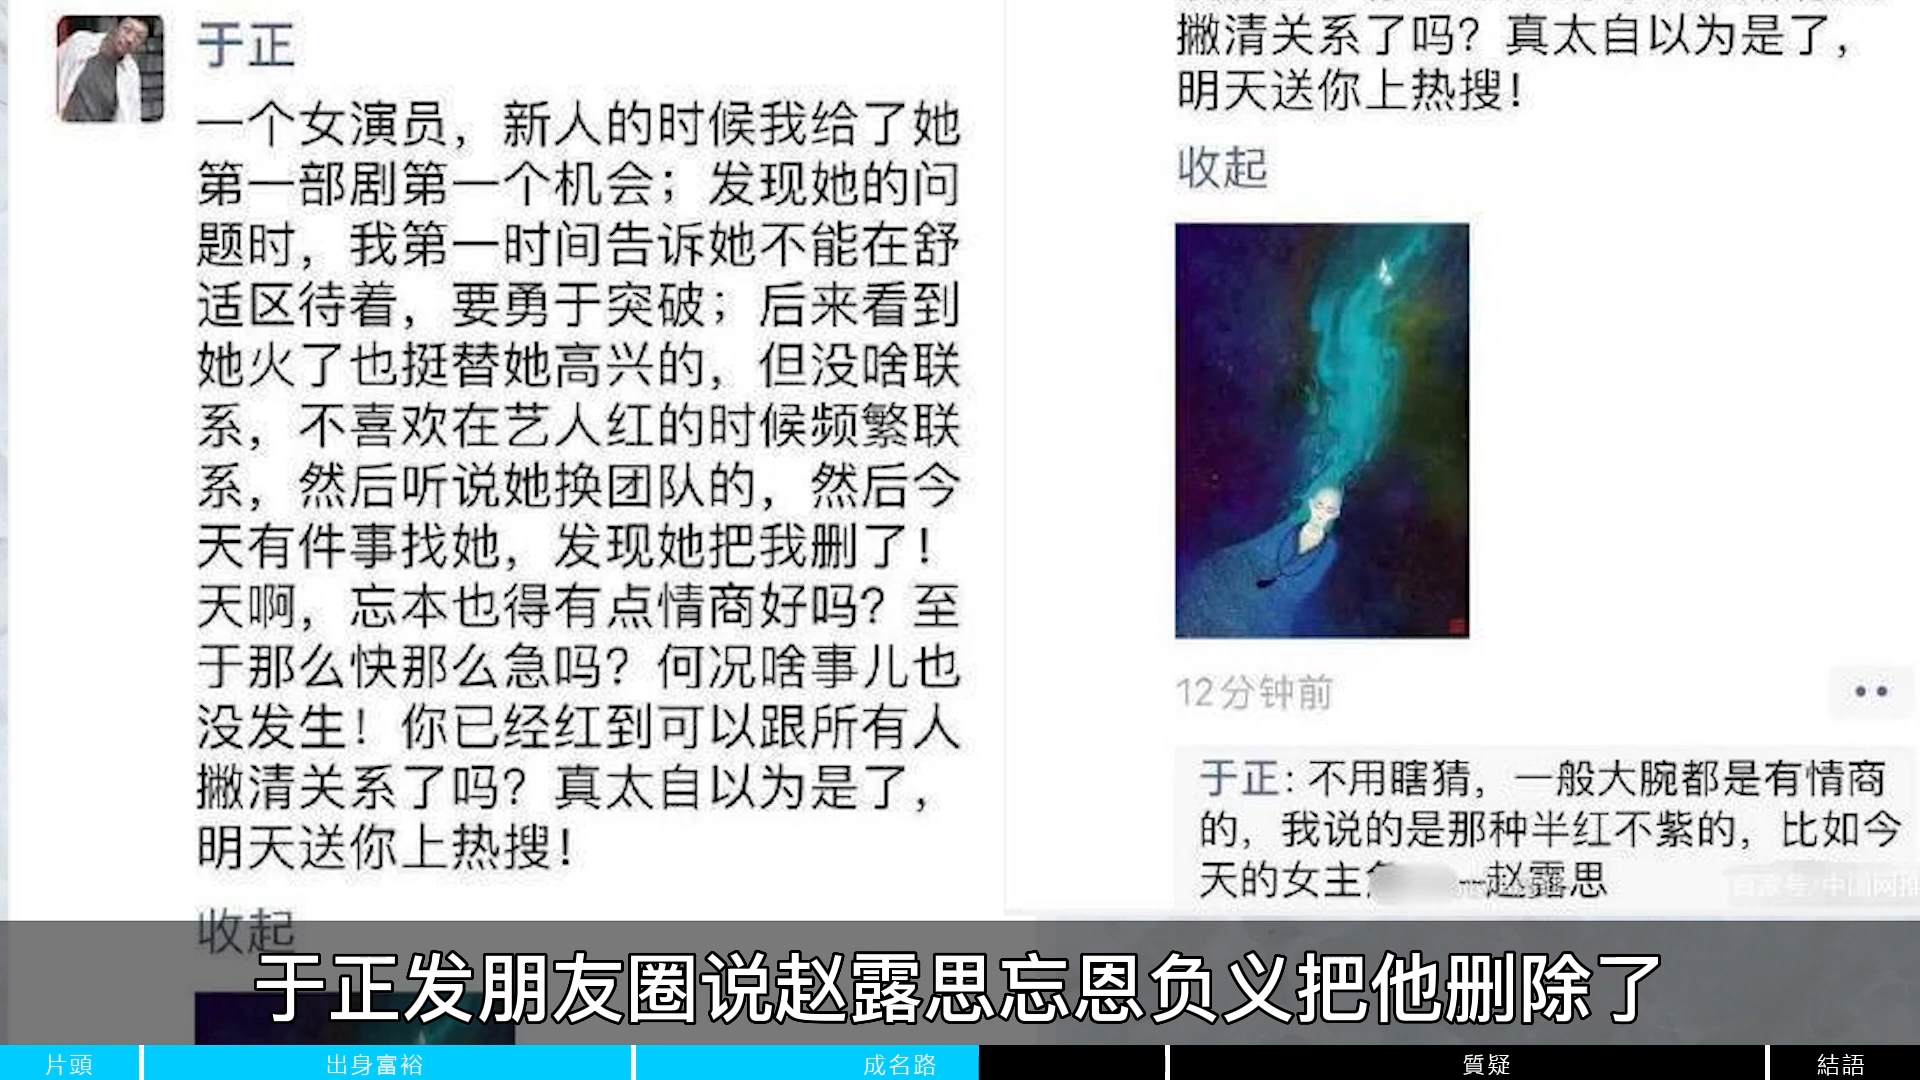 于正
一个女演员，新人的时候我给了她
第一部剧第一个机会；发现她的问
题时，我第一时间告诉她不能在舒
适区待着，要勇于突破；后来看到
她火了也挺替她高兴的，但没啥联
系，不喜欢在艺人红的时候频繁联
系，然后听说她换团队的，然后今
天有件事找她，发现她把我删了！
天啊，忘本也得有点情商好吗？至
于那么快那么急吗？何况啥事儿也
没发生！你已经红到可以跟所有人
撇清关系了吗？真太自以为是了，
明天送你上热搜！
收起
撇清关系了吗？真太自以为是了，
明天送你上热搜！
收起
12分钟前
于正：不用瞎猜，一般大腕都是有情商
的，我说的是那种半红不紫的，比如今
天的女主 赵露思
百家号/中国网推
于正发朋友圈说赵露思忘恩负义把他删除了
片頭 出身富裕 成名路 質疑 結語